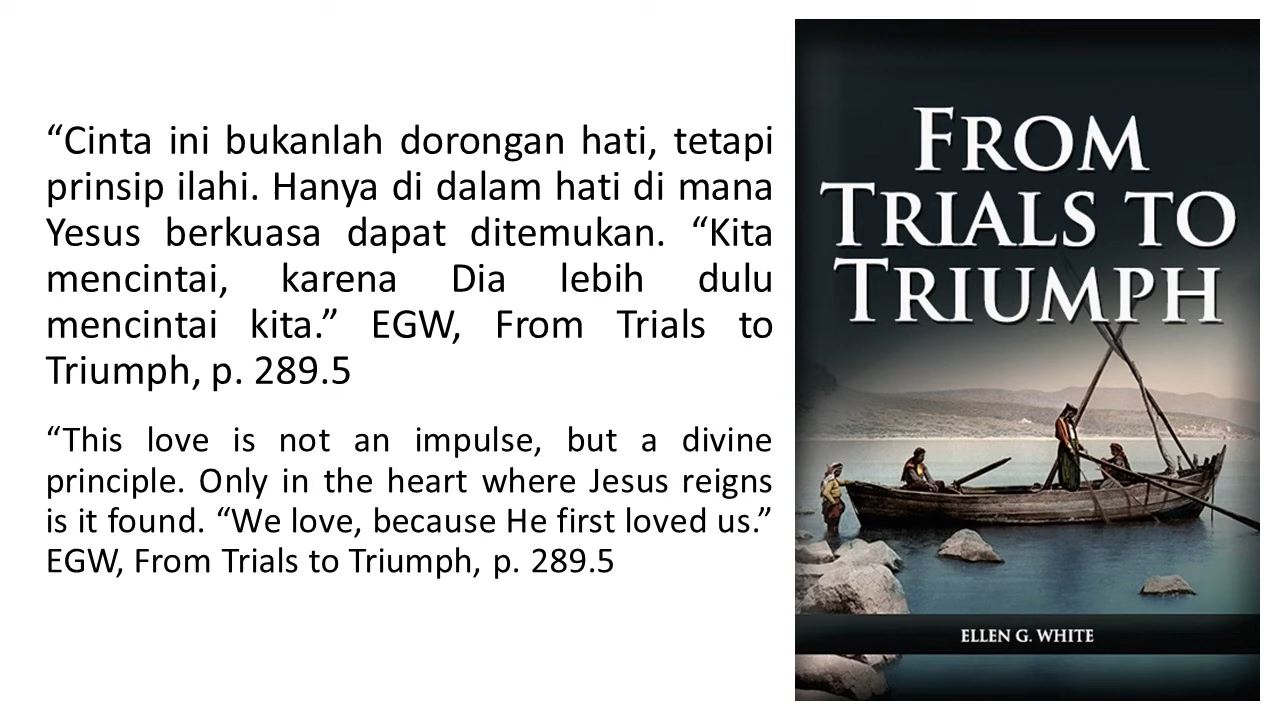 “Cinta ini bukanlah dorongan hati, tetapi
prinsip ilahi. Hanya di dalam hati di mana
Yesus berkuasa dapat ditemukan. “Kita
mencintai, karena Dia lebih dulu
mencintai kita.” EGW, From Trials to
Triumph, p. 289.5
“This love is not an impulse, but a divine
principle. Only in the heart where Jesus reigns
is it found. “We love, because He first loved us.”
EGW, From Trials to Triumph, p. 289.5
FROM
TRIALS TO
TRIUMPH
ELLEN G. WHITE